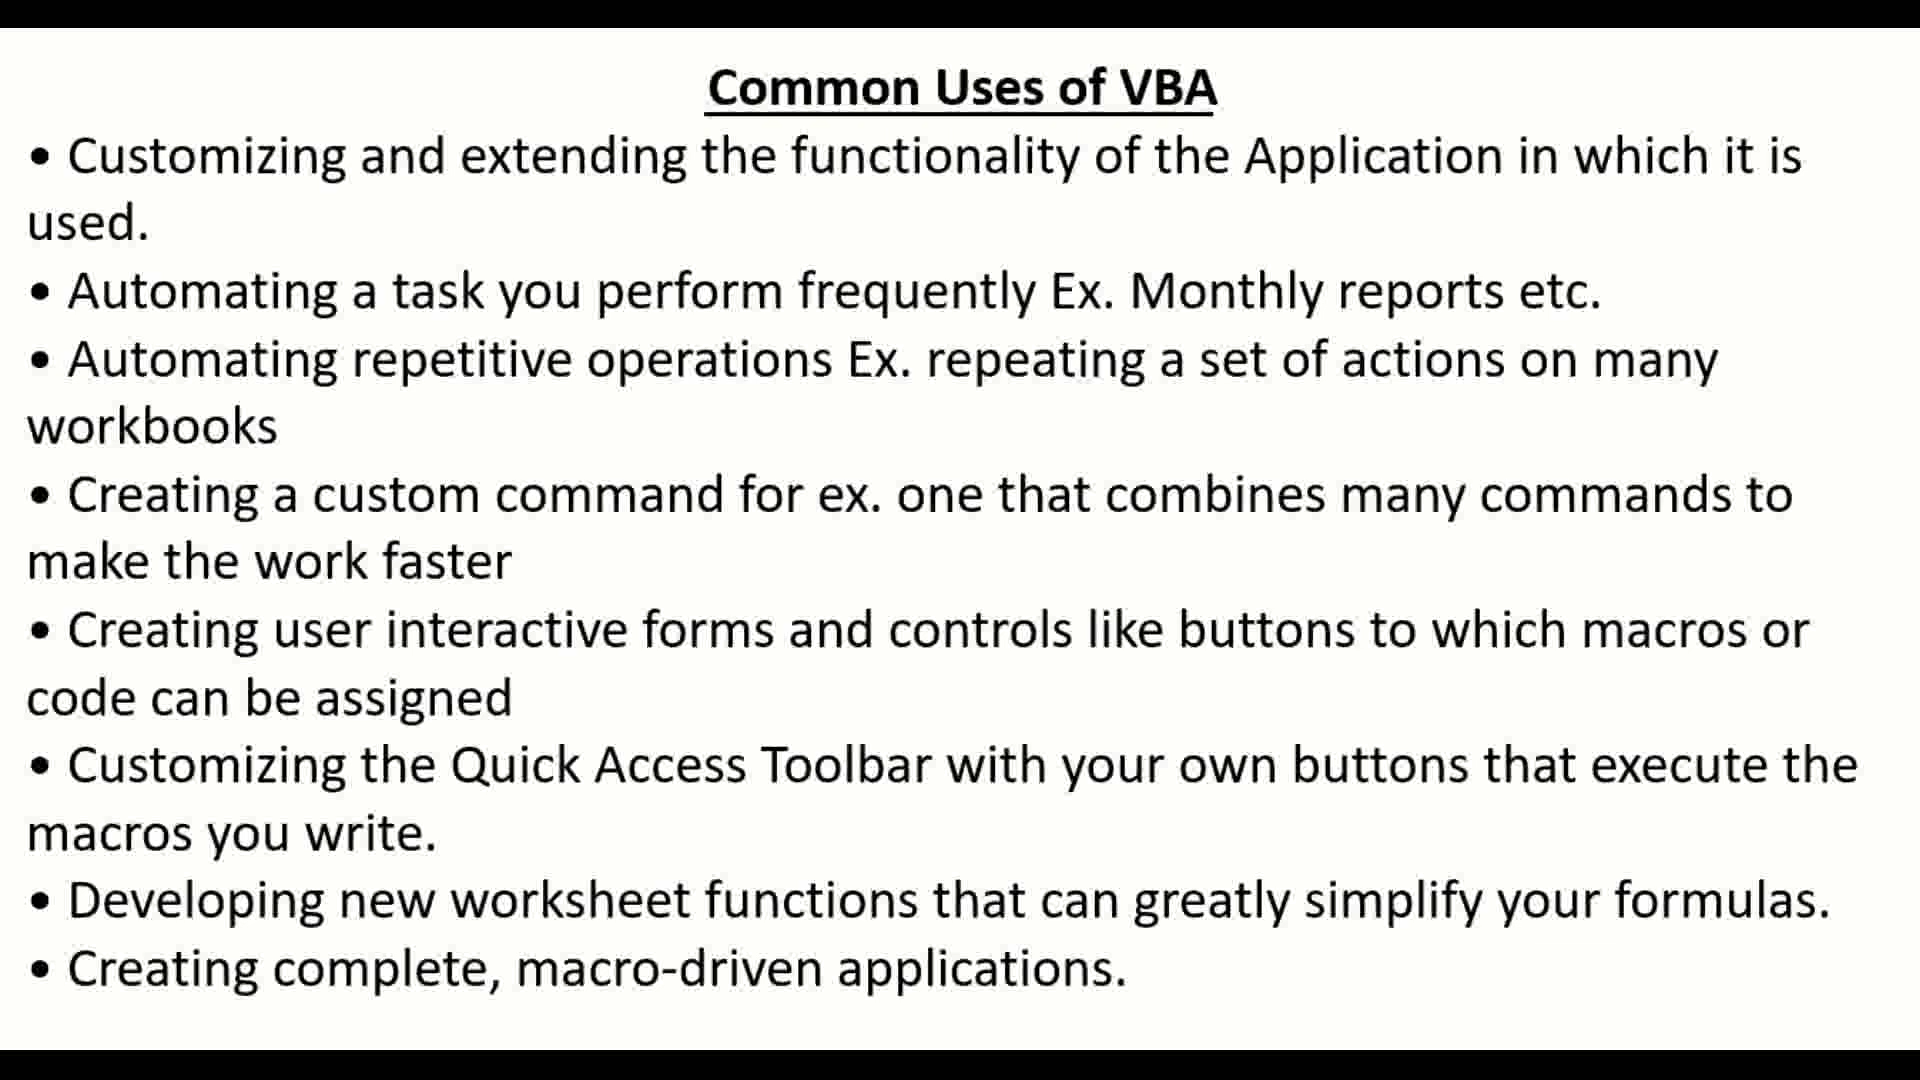 Common Uses of VBA
• Customizing and extending the functionality of the Application in which it is
used.
• Automating a task you perform frequently Ex. Monthly reports etc.
• Automating repetitive operations Ex. repeating a set of actions on many
workbooks
• Creating a custom command for ex. one that combines many commands to
make the work faster
• Creating user interactive forms and controls like buttons to which macros or
code can be assigned
• Customizing the Quick Access Toolbar with your own buttons that execute the
macros you write.
• Developing new worksheet functions that can greatly simplify your formulas.
• Creating complete, macro-driven applications.